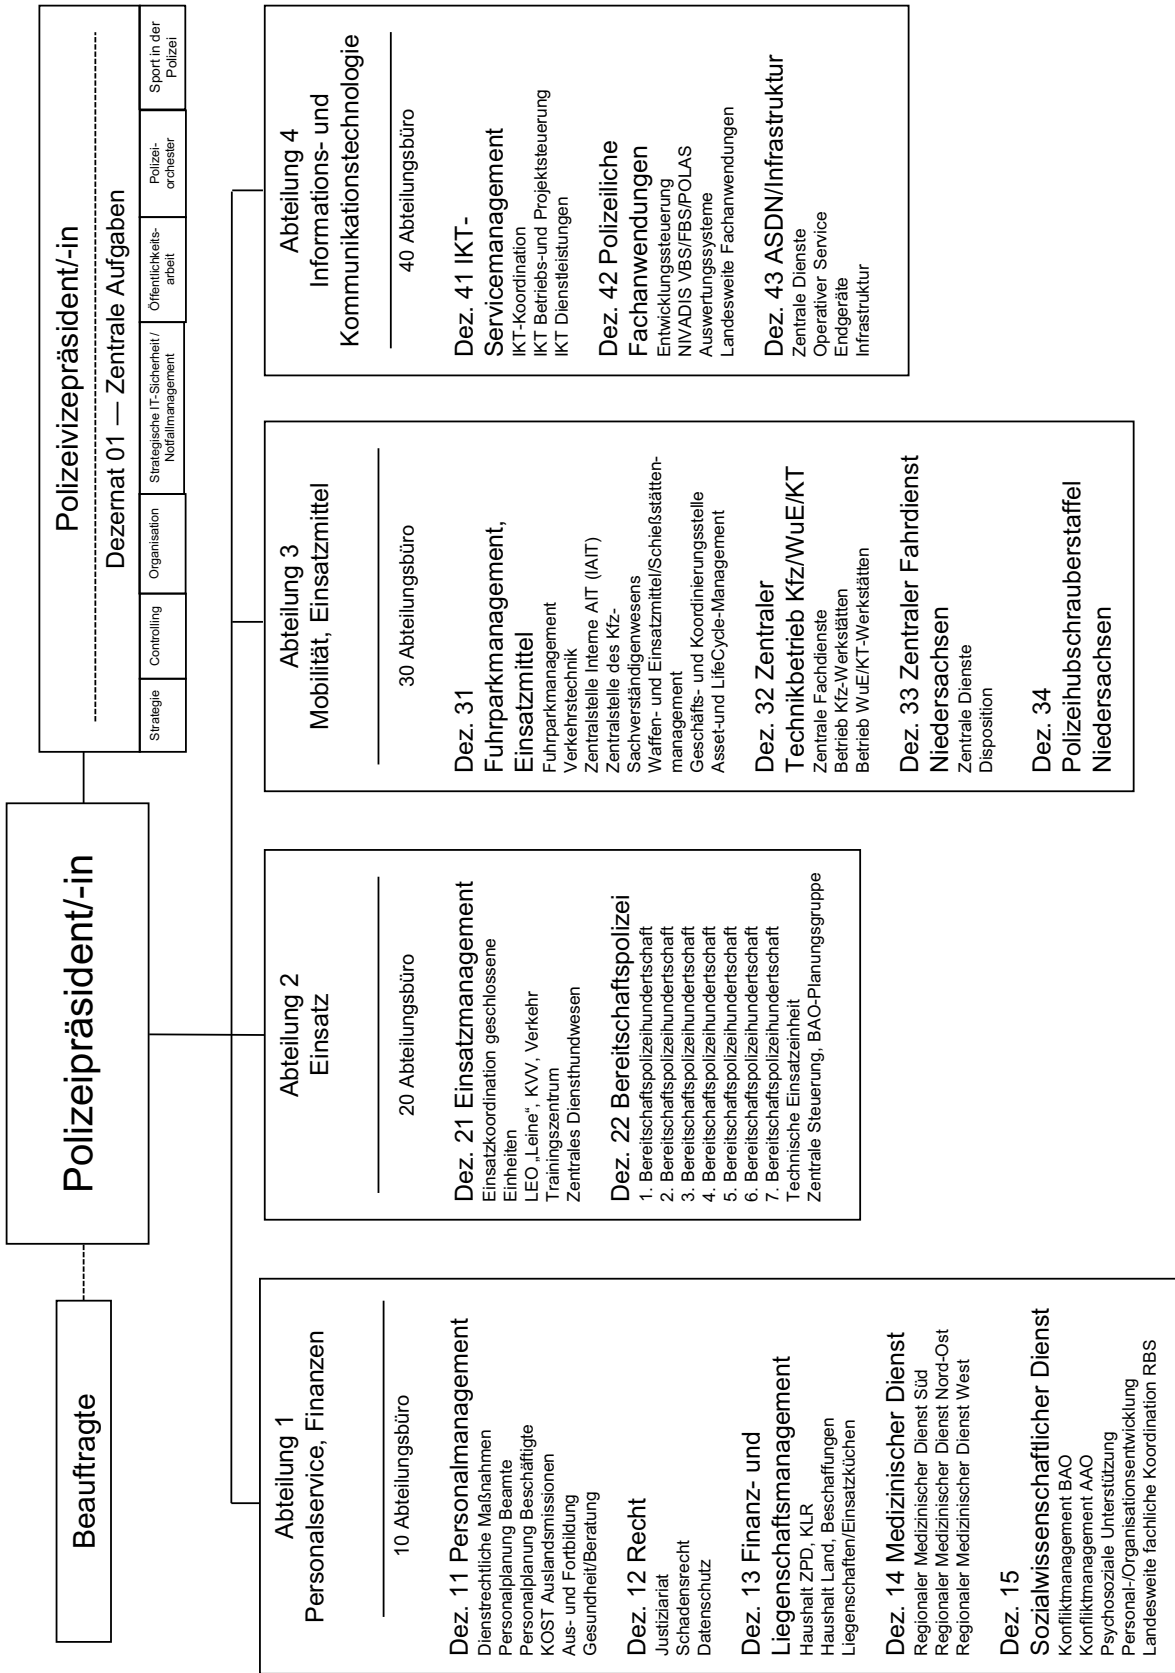 Polizeipräsident/-in
Beauftragte
Polizeivizepräsident/-in
Dezernat 01 — Zentrale Aufgaben
Strategie
Controlling
Organisation
Strategische IT-Sicherheit /
Notfallmanagement
Öffentlichkeits-
arbeit
Polizei-
orchester
Sport in der
Polizei
Abteilung 1
Personalservice, Finanzen
10 Abteilungsbüro
Dez. 11 Personalmanagement
Dienstrechtliche Maßnahmen
Personalplanung Beamte
Personalplanung Beschäftigte
KOST Auslandsmissionen
Aus- und Fortbildung
Gesundheit/Beratung
Dez. 12 Recht
Justiziariat
Schadensrecht
Datenschutz
Dez. 13 Finanz- und
Liegenschaftsmanagement
Haushalt ZPD, KLR
Haushalt Land, Beschaffungen
Liegenschaften/Einsatzküchen
Dez. 14 Medizinischer Dienst
Regionaler Medizinischer Dienst Süd
Regionaler Medizinischer Dienst Nord-Ost
Regionaler Medizinischer Dienst West
Dez. 15
Sozialwissenschaftlicher Dienst
Konfliktmanagement BAO
Konfliktmanagement AAO
Psychosoziale Unterstützung
Personal-/Organisationsentwicklung
Landesweite fachliche Koordination RBS
Abteilung 2
Einsatz
20 Abteilungsbüro
Dez. 21 Einsatzmanagement
Einsatzkoordination geschlossene
Einheiten
LEO „Leine“, KVV, Verkehr
Trainingszentrum
Zentrales Diensthundwesen
Dez. 22 Bereitschaftspolizei
1. Bereitschaftspolizeihundertschaft
2. Bereitschaftspolizeihundertschaft
3. Bereitschaftspolizeihundertschaft
4. Bereitschaftspolizeihundertschaft
5. Bereitschaftspolizeihundertschaft
6. Bereitschaftspolizeihundertschaft
7. Bereitschaftspolizeihundertschaft
Technische Einsatzeinheit
Zentrale Steuerung, BAO-Planungsgruppe
Abteilung 3
Mobilität, Einsatzmittel
30 Abteilungsbüro
Dez. 31
Fuhrparkmanagement,
Einsatzmittel
Fuhrparkmanagement
Verkehrstechnik
Zentralstelle Interne AIT (IAIT)
Zentralstelle des Kfz-
Sachverständigenwesens
Waffen- und Einsatzmittel/Schießstätten-
management
Geschäfts- und Koordinierungsstelle
Asset-und LifeCycle-Management
Dez. 32 Zentraler
Technikbetrieb Kfz/WuE/KT
Zentrale Fachdienste
Betrieb Kfz-Werkstätten
Betrieb WuE/KT-Werkstätten
Dez. 33 Zentraler Fahrdienst
Niedersachsen
Zentrale Dienste
Disposition
Dez. 34
Polizeihubschrauberstaffel
Niedersachsen
Abteilung 4
Informations- und
Kommunikationstechnologie
40 Abteilungsbüro
Dez. 41 IKT-
Servicemanagement
IKT-Koordination
IKT Betriebs-und Projektsteuerung
IKT Dienstleistungen
Dez. 42 Polizeiliche
Fachanwendungen
Entwicklungssteuerung
NIVADIS VBS/FBS/POLAS
Auswertungssysteme
Landesweite Fachanwendungen
Dez. 43 ASDN/Infrastruktur
Zentrale Dienste
Operativer Service
Endgeräte
Infrastruktur